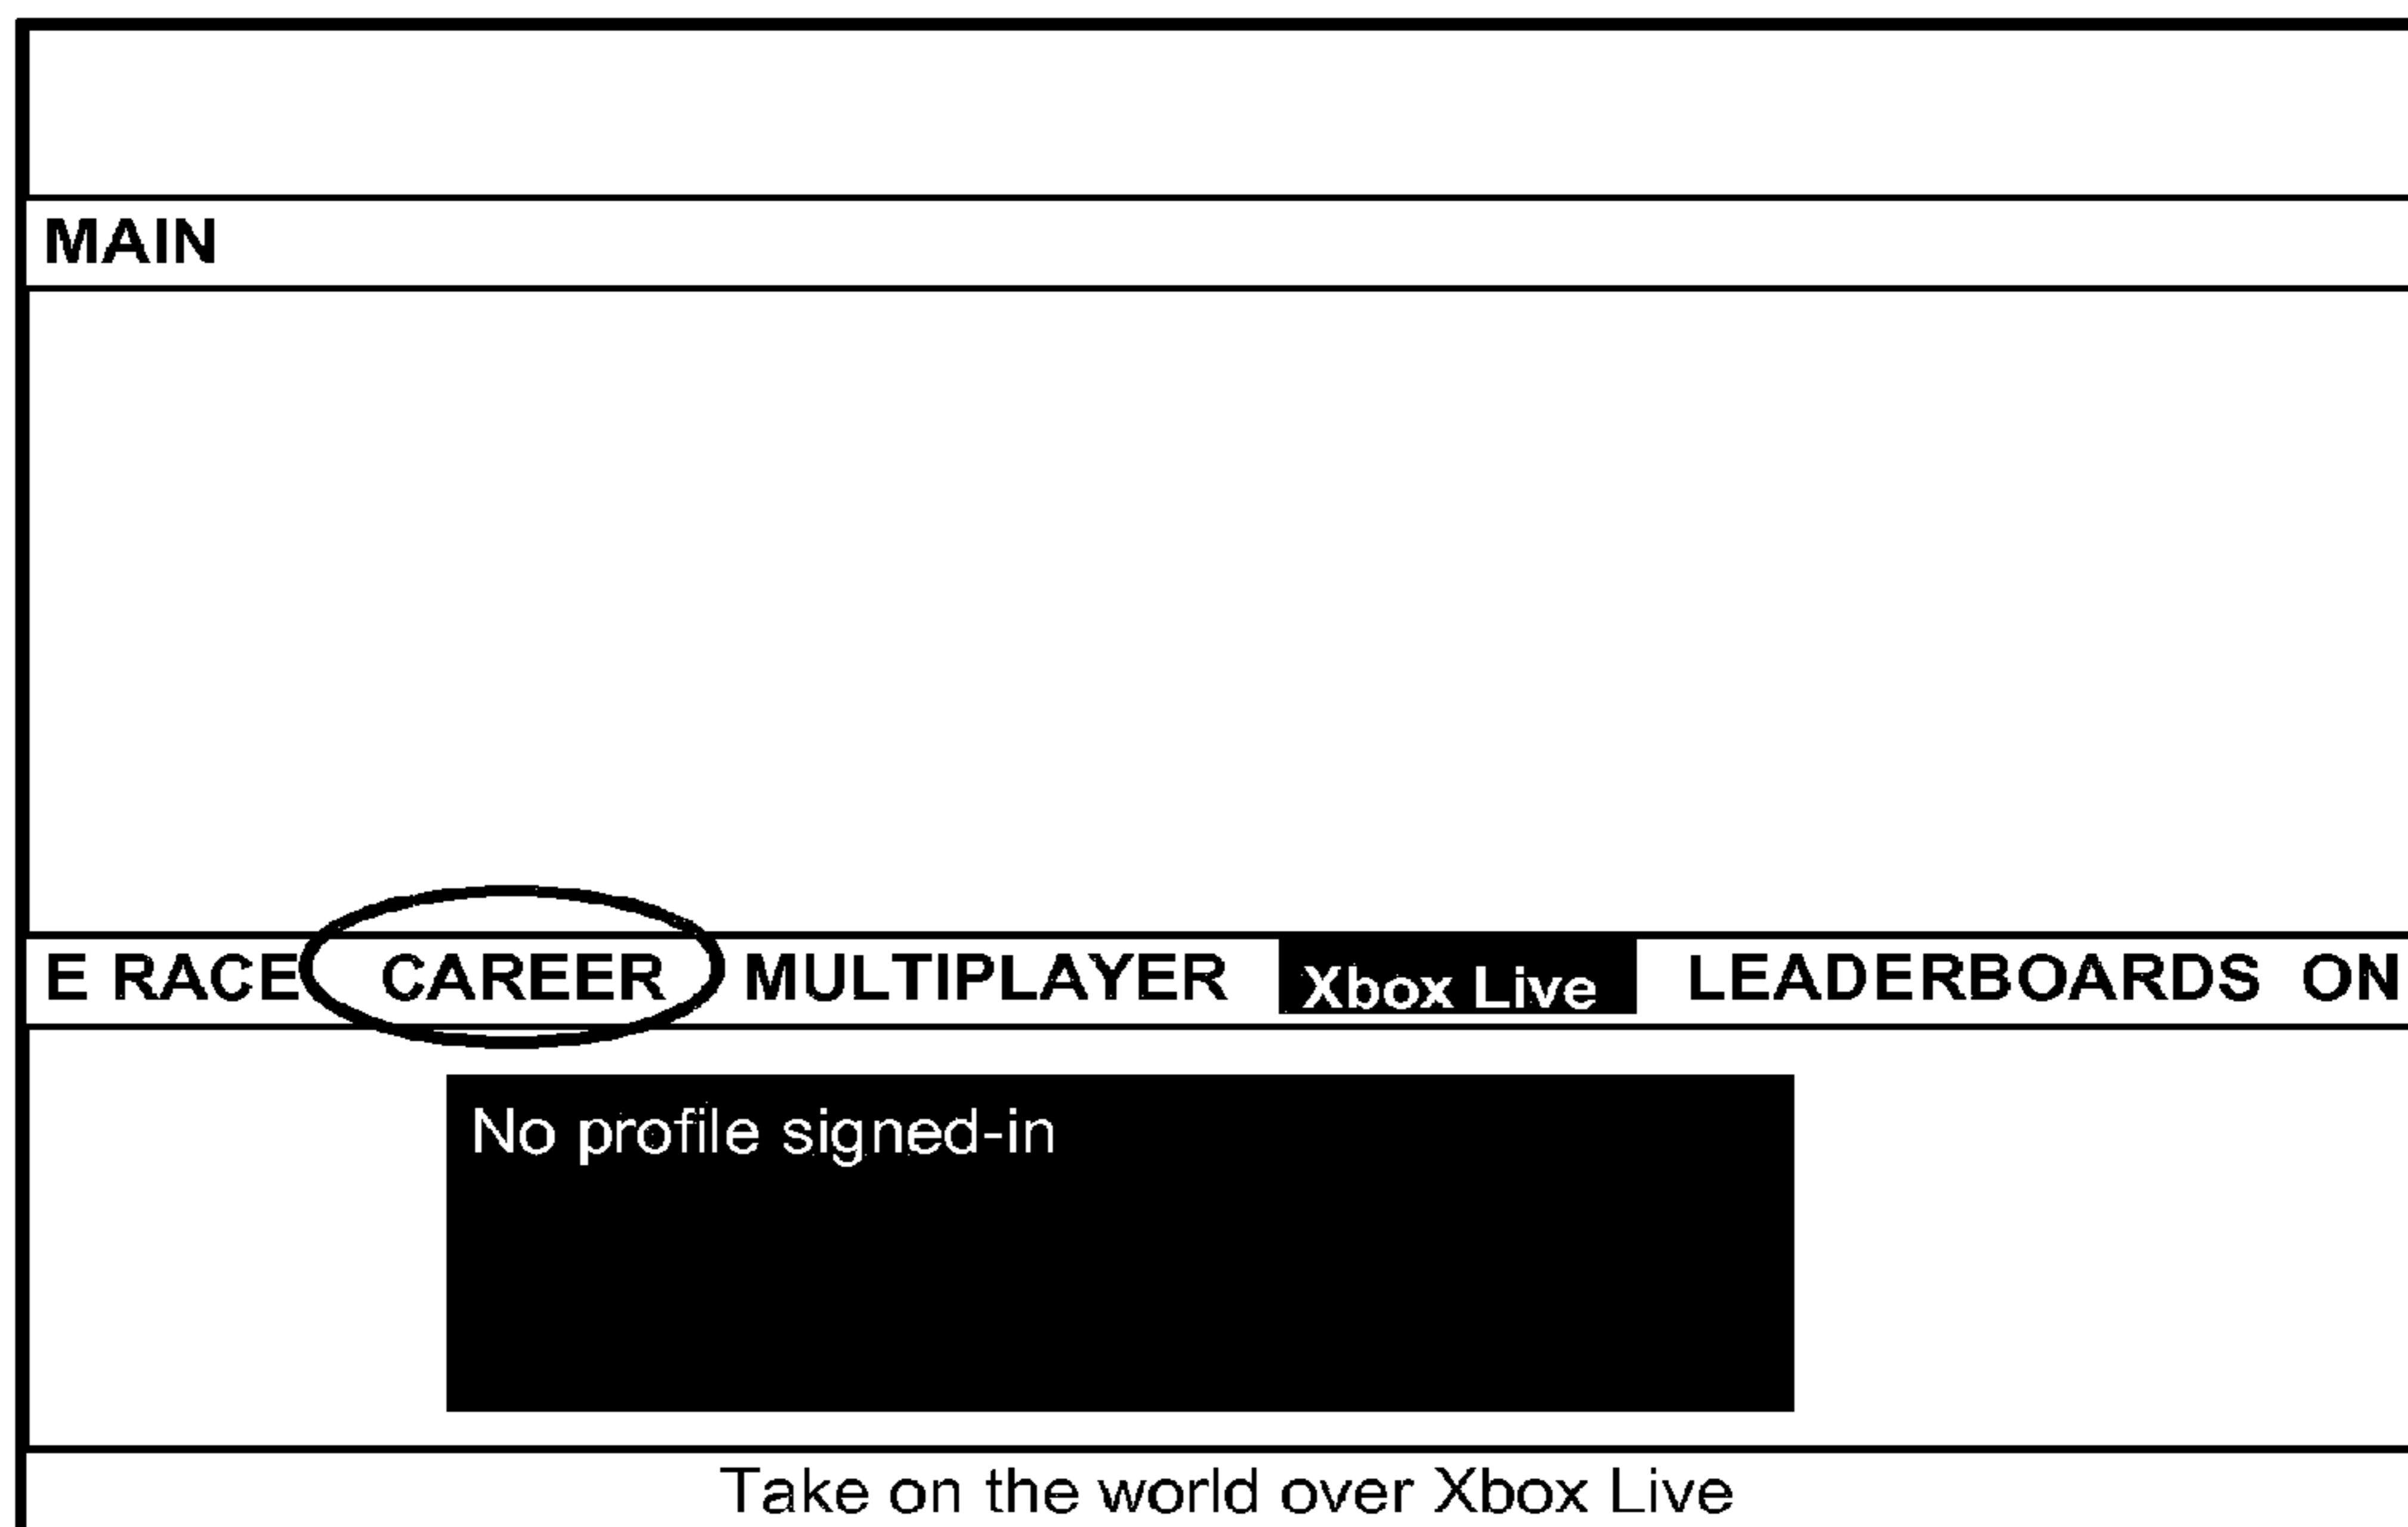 MAIN
E RACE CAREER MULTIPLAYER Xbox Live LEADERBOARDS ON
No profile signed-in
Take on the world over Xbox Live